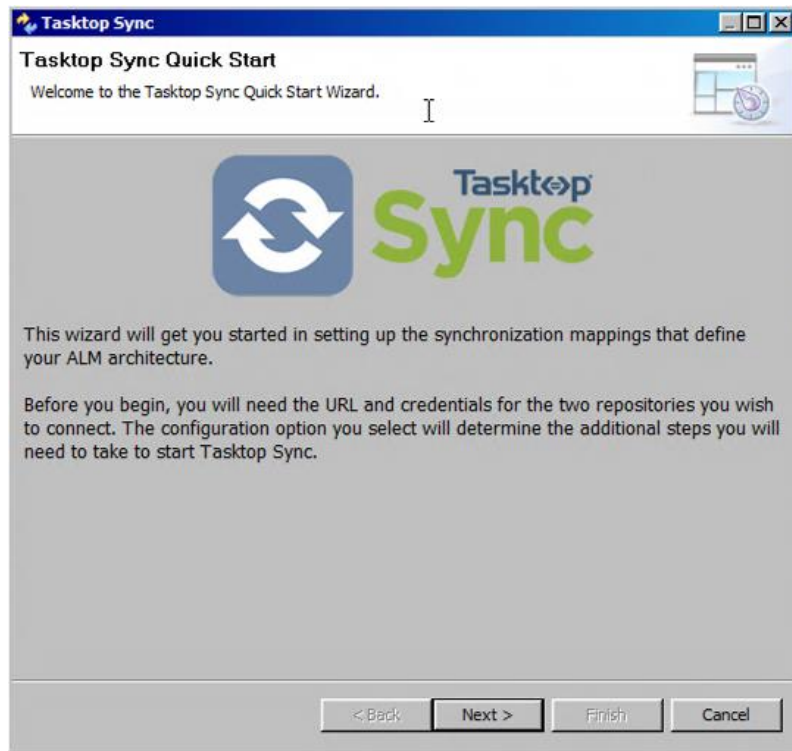 Tasktop Sync
Tasktop Sync Quick Start
Welcome to the Tasktop Sync Quick Start Wizard.
Tasktop
Sync
This wizard will get you started in setting up the synchronization mappings that define
your ALM architecture.
Before you begin, you will need the URL and credentials for the two repositories you wish
to connect. The configuration option you select will determine the additional steps you will
need to take to start Tasktop Sync.
< Back Next > Finish Cancel